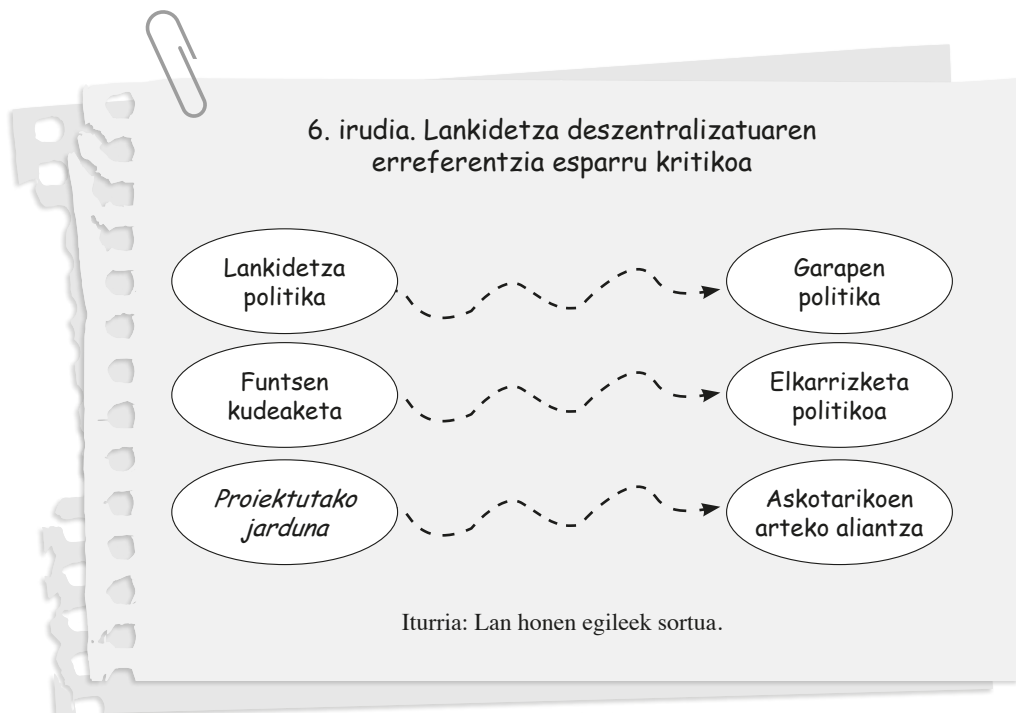 6. irudia. Lankidetza deszentralizatuaren
erreferentzia esparru kritikoa
Lankidetza
politika
Garapen
politika
Funtsen
kudeaketa
Elkarrizketa
politikoa
Proiektutako
jarduna
Askotarikoen
arteko aliantza
Iturria: Lan honen egileek sortua.